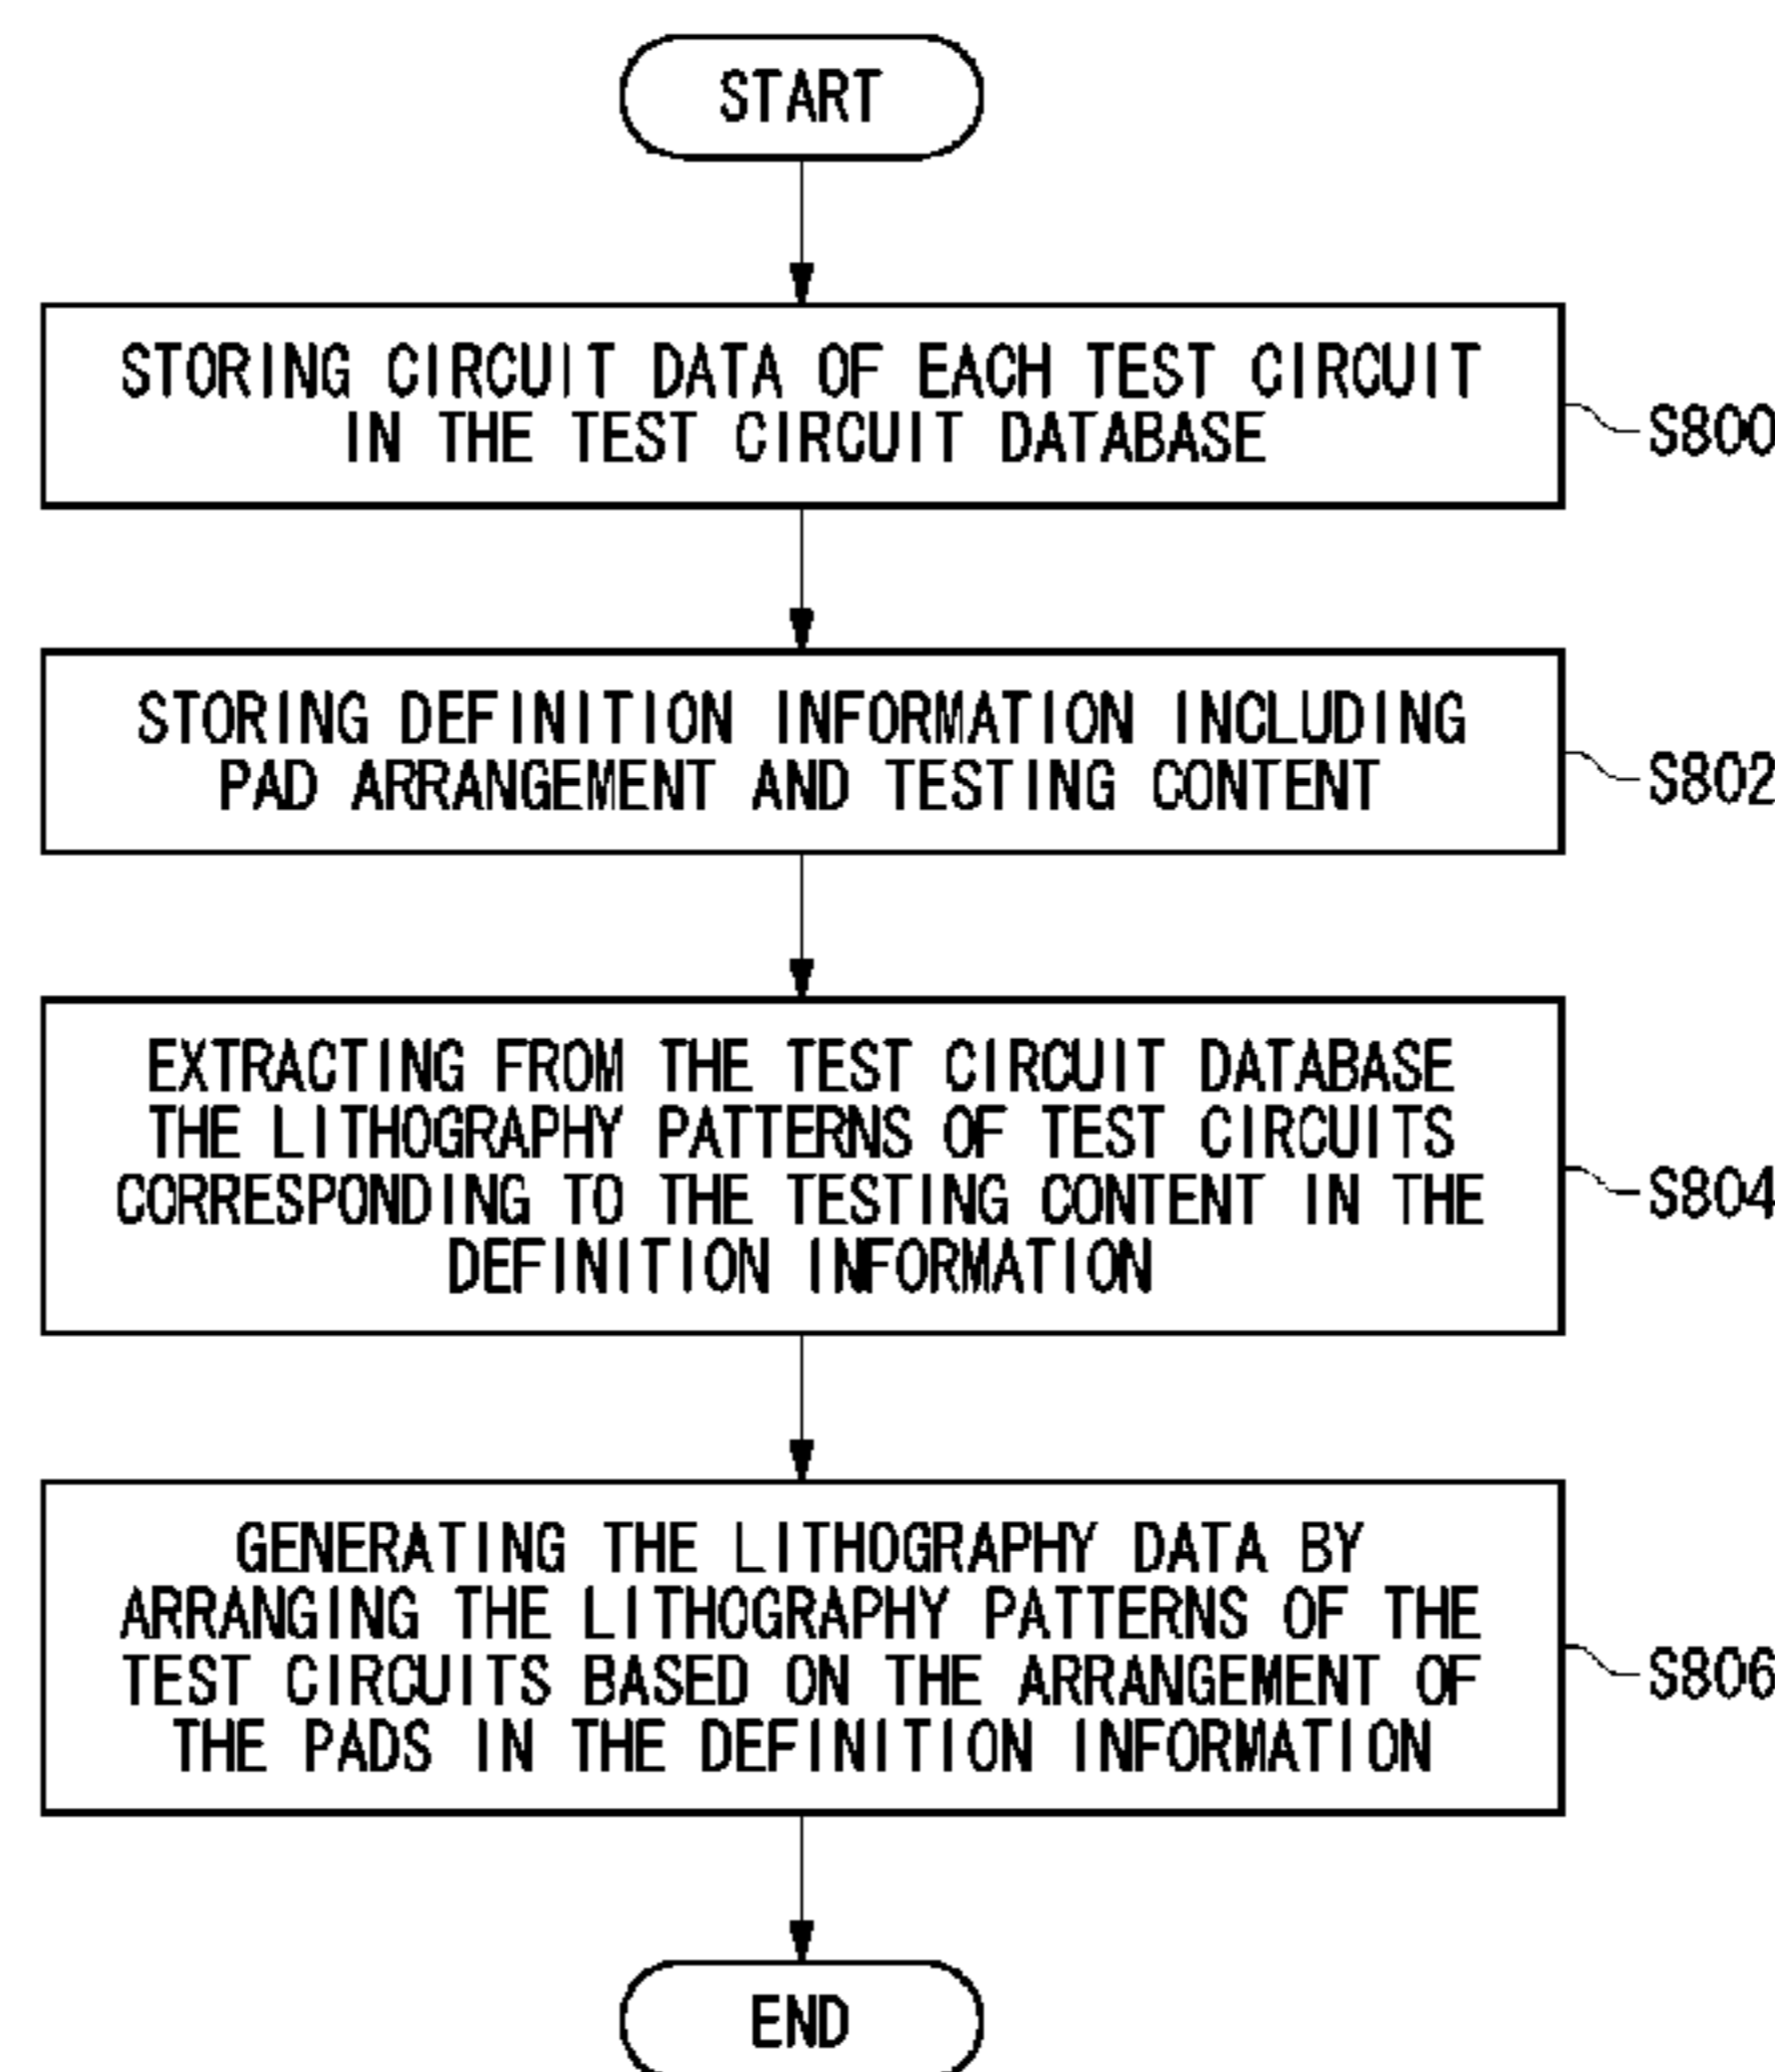 START
STORING CIRCUIT DATA OF EACH TEST CIRCUIT
IN THE TEST CIRCUIT DATABASE
S800
STORING DEFINITION INFORMATION INCLUDING
PAD ARRANGEMENT AND TESTING CONTENT
S802
EXTRACTING FROM THE TEST CIRCUIT DATABASE
THE LITHOGRAPHY PATTERNS OF TEST CIRCUITS
CORRESPONDING TO THE TESTING CONTENT IN THE
DEFINITION INFORMATION
S804
GENERATING THE LITHOGRAPHY DATA BY
ARRANGING THE LITHOGRAPHY PATTERNS OF THE
TEST CIRCUITS BASED ON THE ARRANGEMENT OF
THE PADS IN THE DEFINITION INFORMATION
S806
END